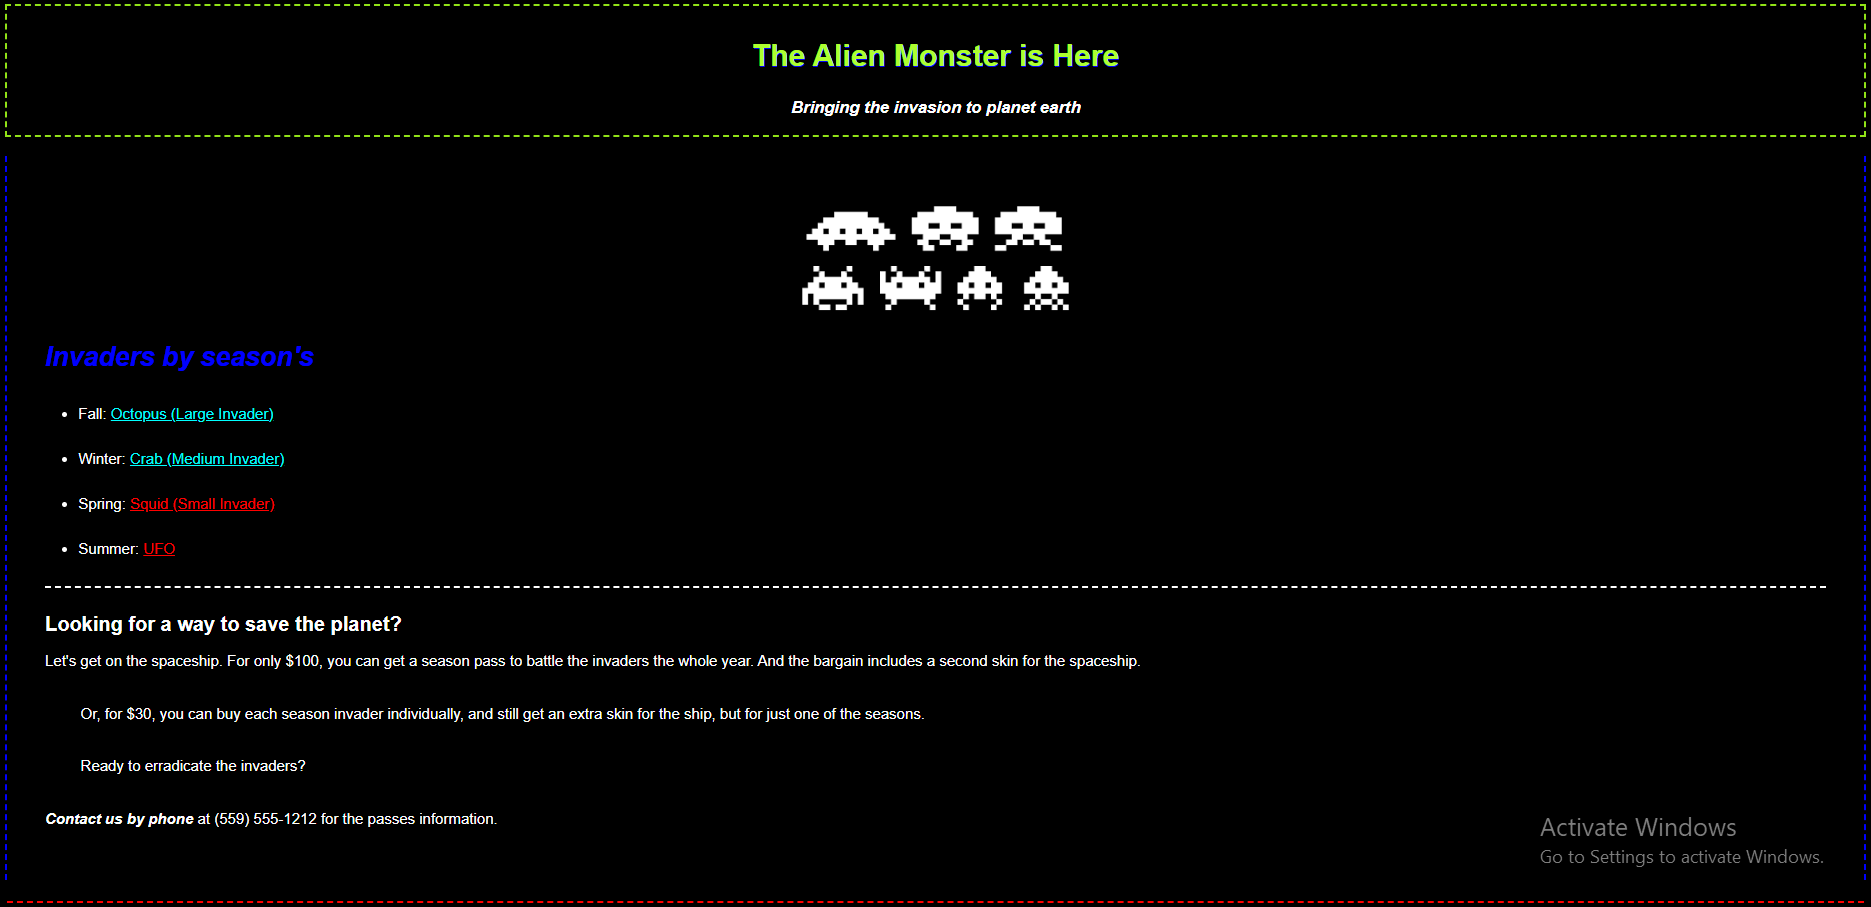 The Alien Monster is Here
Bringing the invasion to planet earth
Invaders by season's
Fall: Octopus (Large Invader)
Winter: Crab (Medium Invader)
Spring: Squid (Small Invader)
Summer: UFO
Looking for a way to save the planet?
Let's get on the spaceship. For only $100, you can get a season pass to battle the invaders the whole year. And the bargain includes a second skin for the spaceship.
Or, for $30, you can buy each season invader individually, and still get an extra skin for the ship, but for just one of the seasons.
Ready to erradicate the invaders?
Contact us by phone at (559) 555-1212 for the passes information.
Activate Windows
Go to Settings to activate Windows.